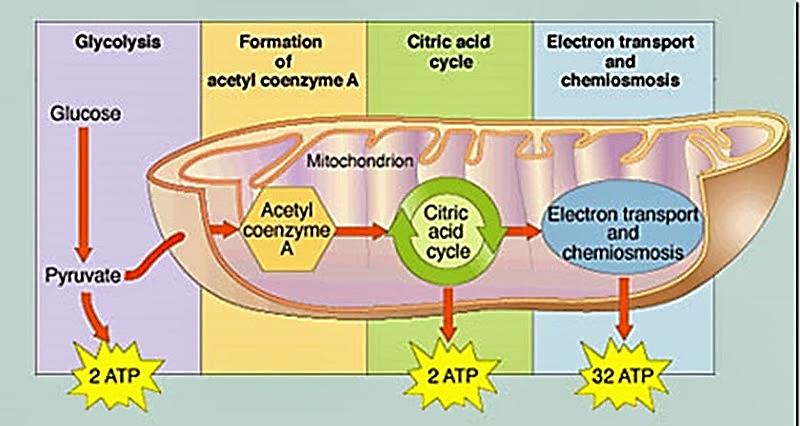 Glycolysis
Formation
of
acetyl coenzyme A
Citric acid
cycle
Electron transport
and
chemiosmosis
Glucose
Mitochondrion
Acetyl
coenzyme
A
Citric
acid
cycle
Electron transport
and
chemiosmosis
Pyruvate
2 ATP
2 ATP
32 ATP